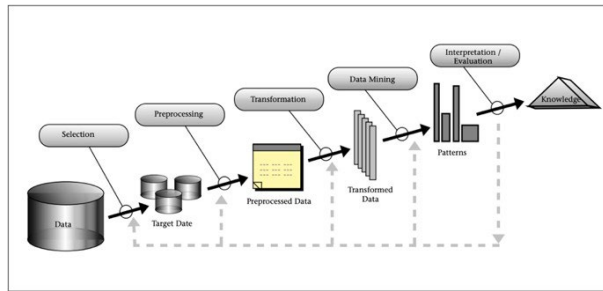 Interpretation /
Evaluation
Data Mining
Transformation
Preprocessing
Selection
Knowledge
Patterns
Transformed
Data
Preprocessed Data
Target Date
Data